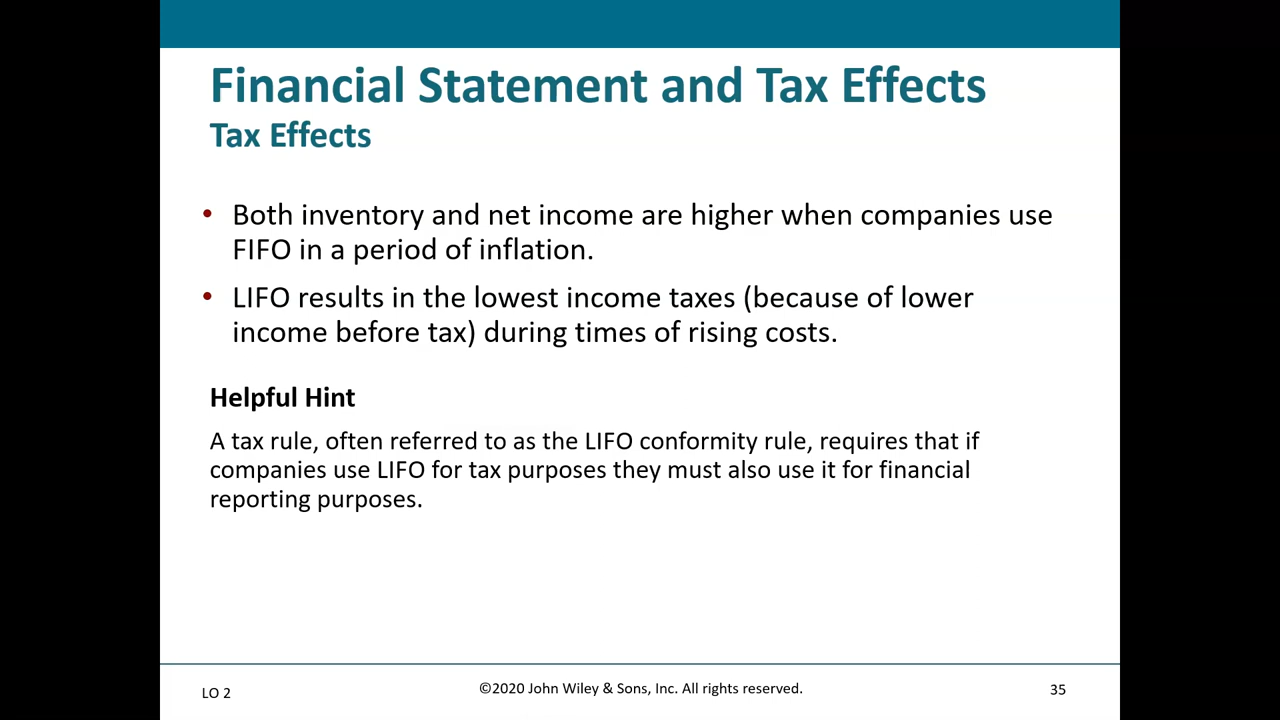 Financial Statement and Tax Effects
Tax Effects
• Both inventory and net income are higher when companies use
FIFO in a period of inflation.
• LIFO results in the lowest income taxes (because of lower
income before tax) during times of rising costs.
Helpful Hint
A tax rule, often referred to as the LIFO conformity rule, requires that if
companies use LIFO for tax purposes they must also use it for financial
reporting purposes.
LO 2
©2020 John Wiley & Sons, Inc. All rights reserved.
35